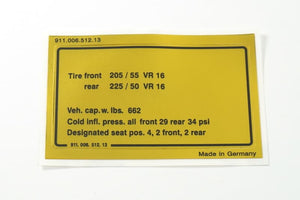 911.006.512.13
Tire front 205 / 55 VR 16
rear 225 / 50 VR 16
Veh. cap. w. lbs. 662
Cold infl. press. all front 29 rear 34 psi
Designated seat pos. 4, 2 front, 2 rear
911. 006. 512. 13
Made in Germany